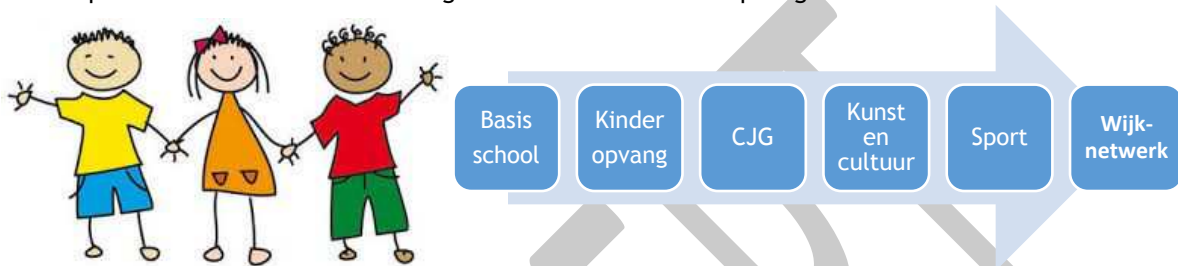 Basis
school
Kinder
opvang
CJG
Kunst
en
cultuur
Sport
Wijk-
netwerk